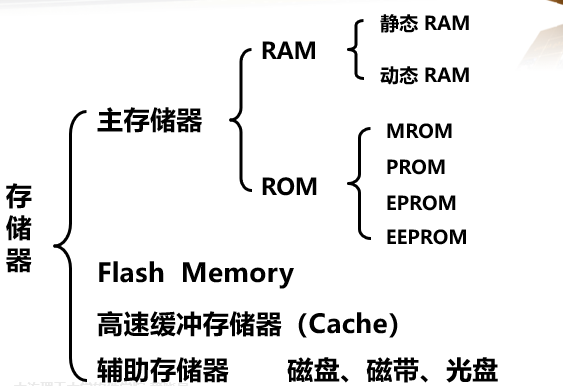 存储器
主存储器
RAM
静态 RAM
动态 RAM
ROM
MROM
PROM
EPROM
EEPROM
Flash Memory
高速缓冲存储器（Cache）
辅助存储器 磁盘、磁带、光盘